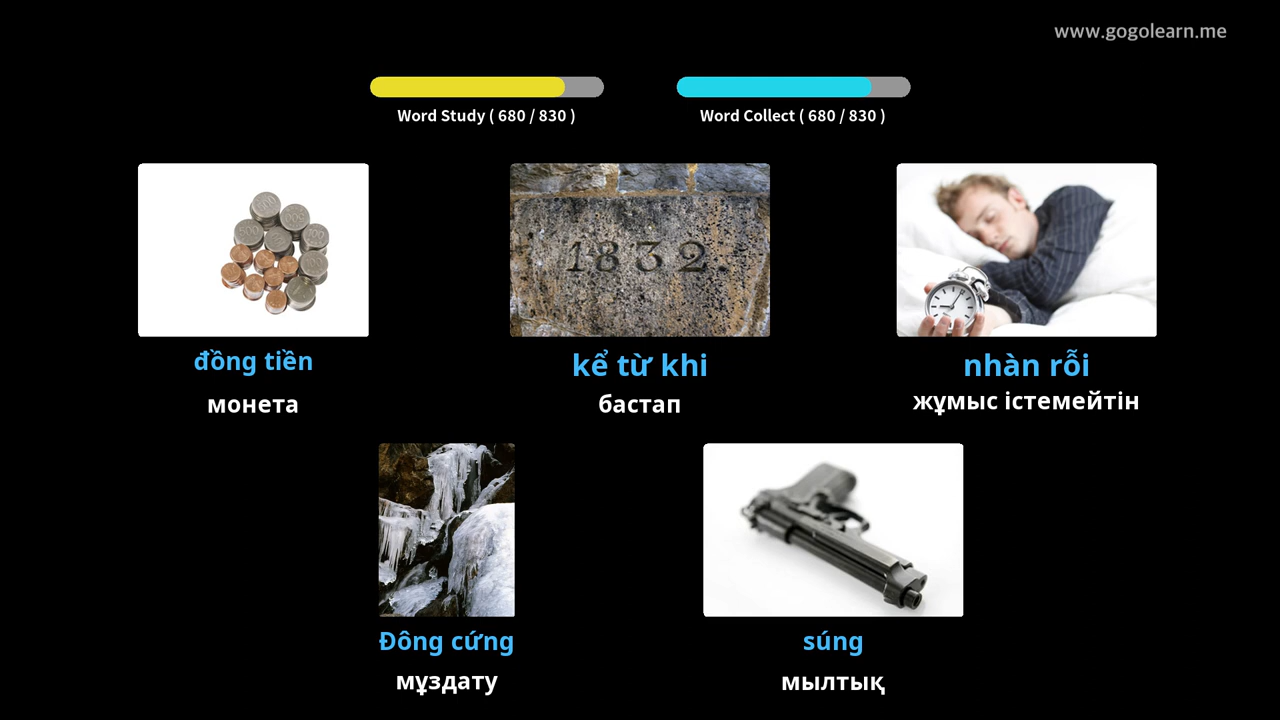 www.gogolearn.me
Word Study ( 680 / 830 )
Word Collect ( 680 / 830 )
1832.
đồng tiền
kể từ khi
nhàn rỗi
монета
бастап
жұмыс істемейтін
Đông cứng
súng
мұздату
мылтық